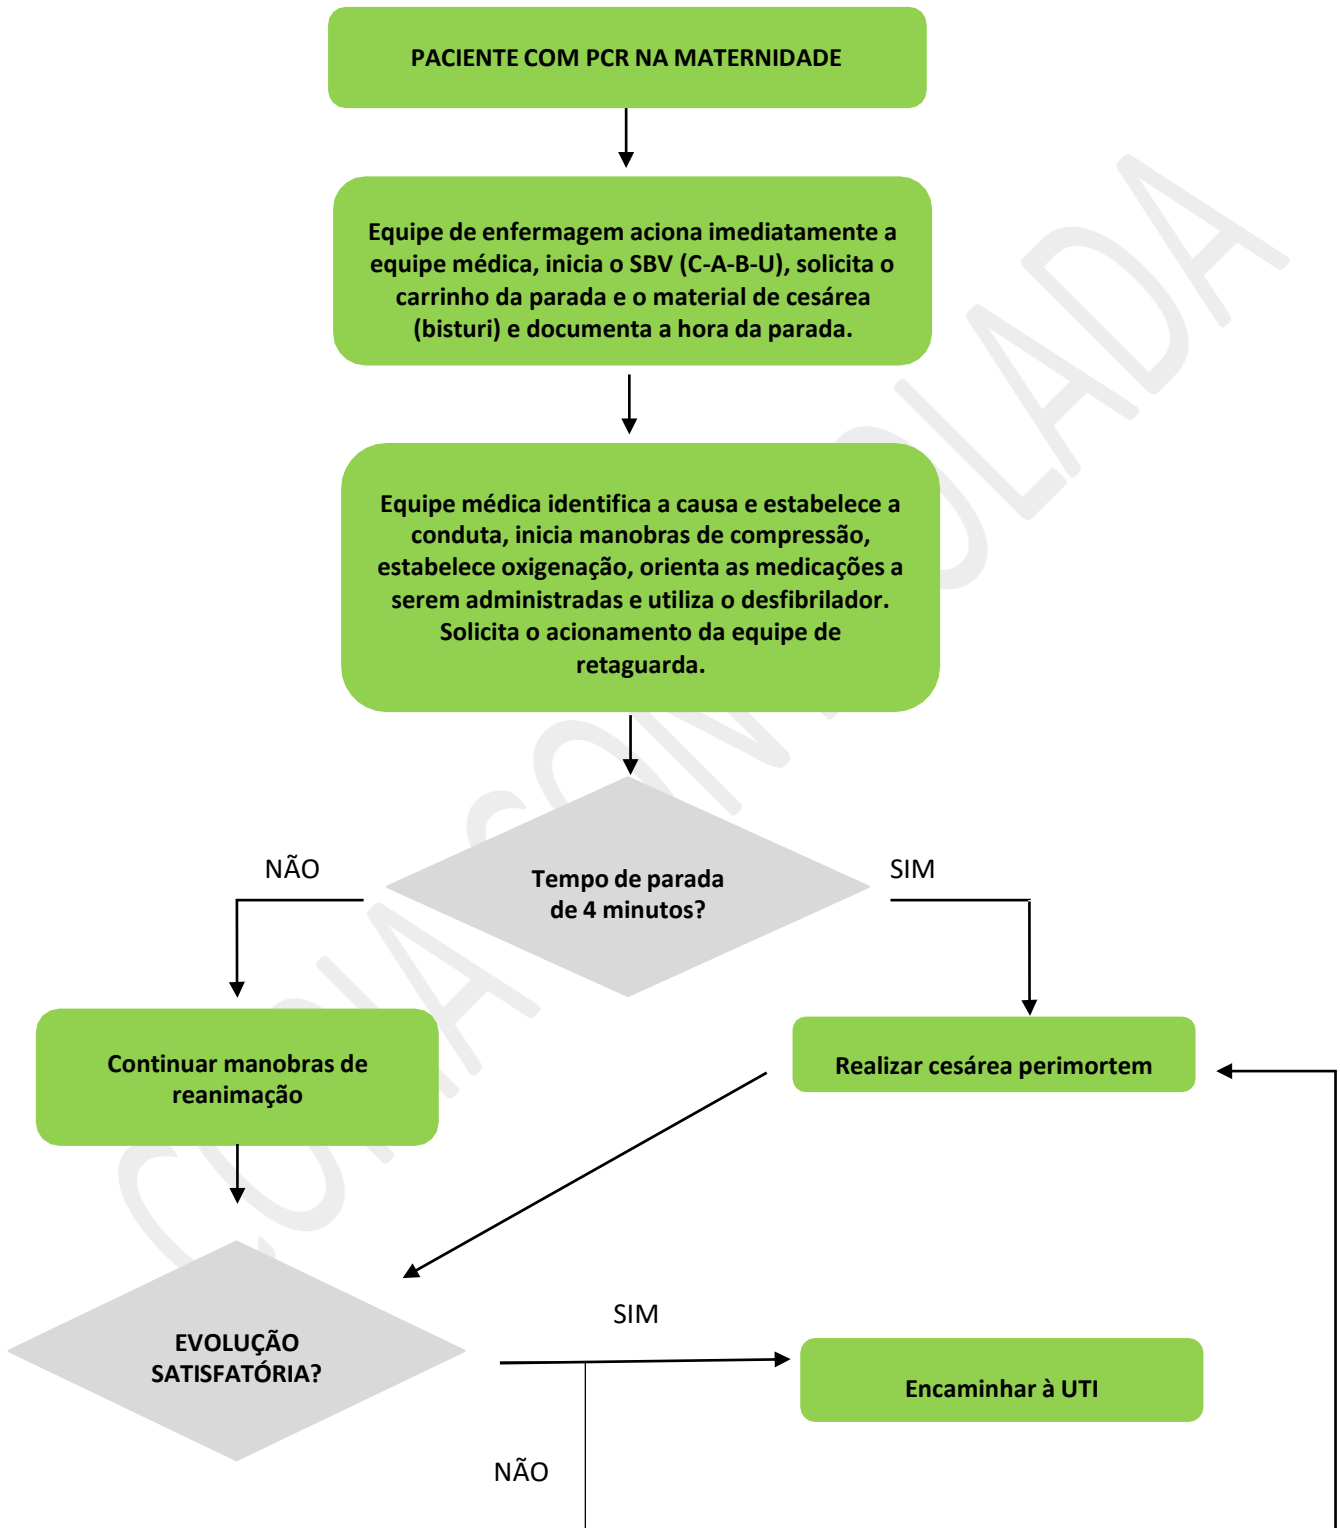 PACIENTE COM PCR NA MATERNIDADE
Equipe de enfermagem aciona imediatamente a
equipe médica, inicia o SBV (C-A-B-U), solicita o
carrinho da parada e o material de cesárea
(bisturi) e documenta a hora da parada.
Equipe médica identifica a causa e estabelece a
conduta, inicia manobras de compressão,
estabelece oxigenação, orienta as medicações a
serem administradas e utiliza o desfibrilador.
Solicita o acionamento da equipe de
retaguarda.
NÃO
SIM
Tempo de parada
de 4 minutos?
Continuar manobras de
reanimação
Realizar cesárea perimortem
EVOLUÇÃO
SATISFATÓRIA?
SIM
Encaminhar à UTI
NÃO